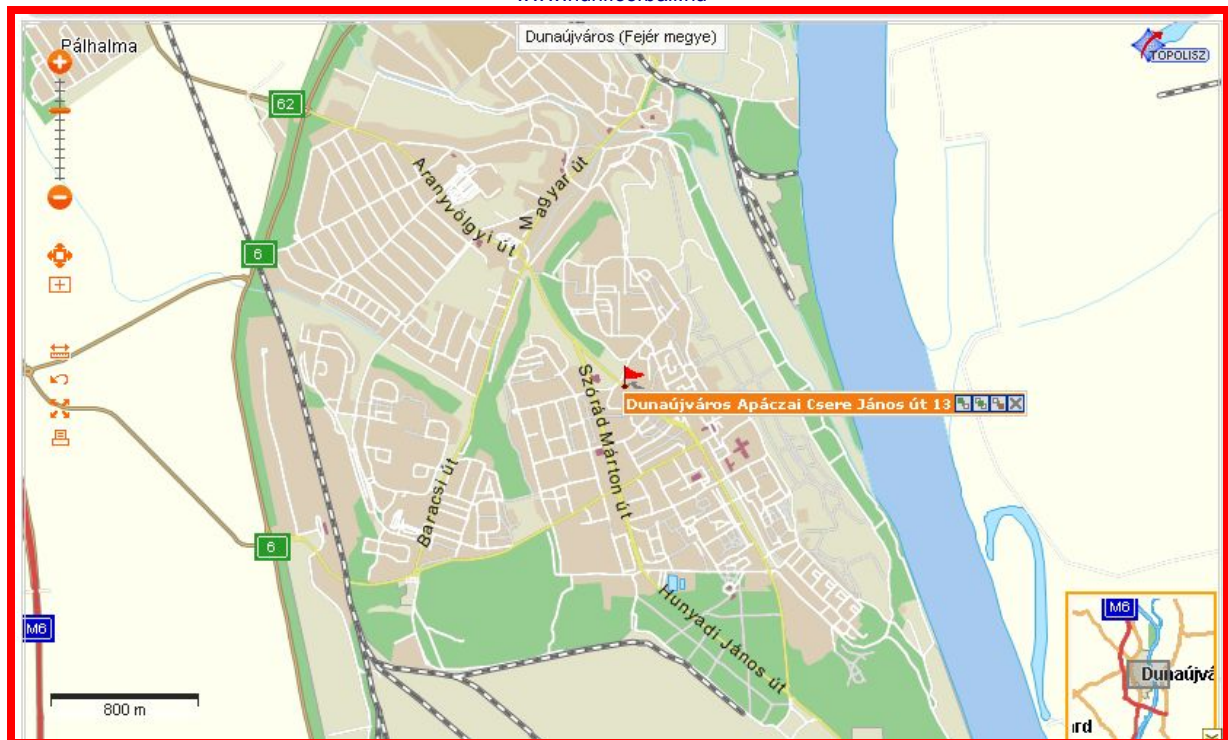 Pálhalma
Dunaújváros (Fejér megye)
TOPOLISZ
62
Aranyvölgyi út
Magyar út
6
Szórád Márton út
Dunaújváros Apáczai Csere János út 13
Baracsi út
6
Hunyadi János út
M6
800 m
M6
Dunaújvá
ırd